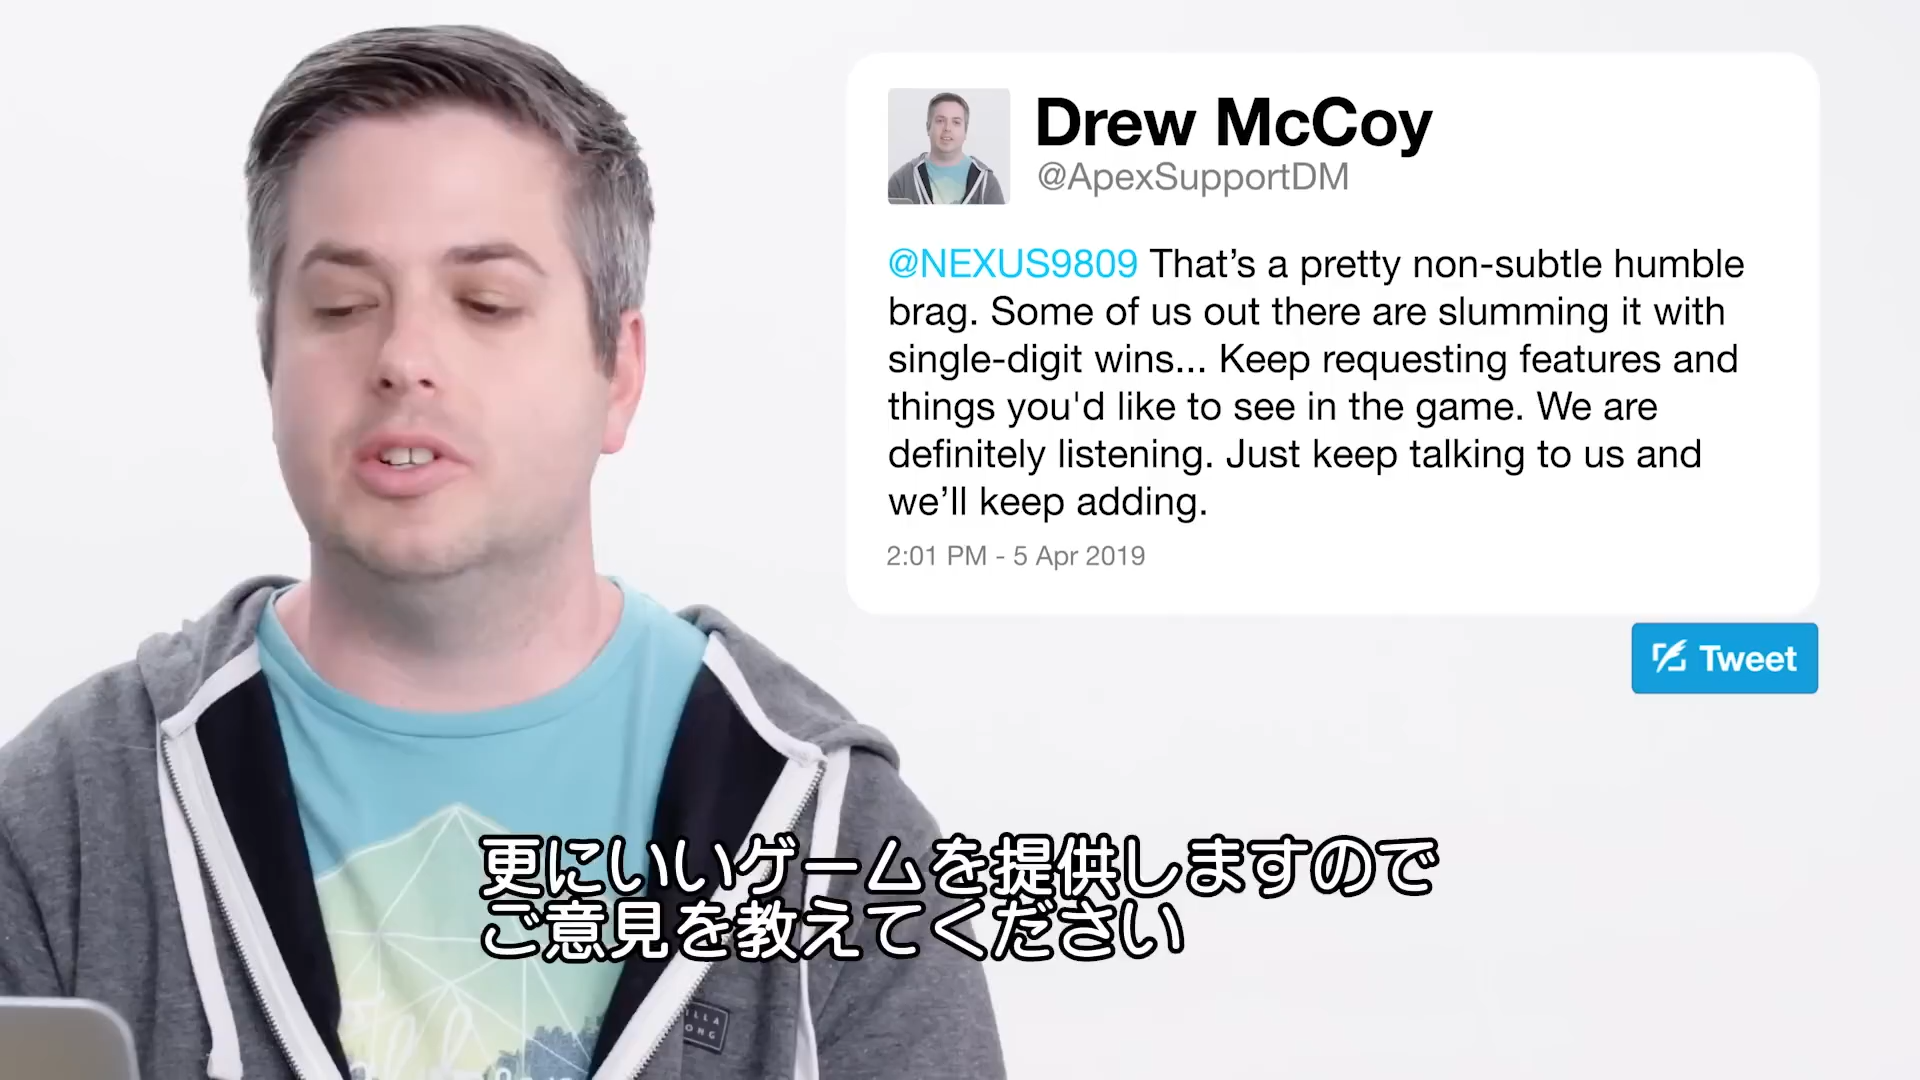 Drew McCoy
@ApexSupportDM
@NEXUS9809 That’s a pretty non-subtle humble
brag. Some of us out there are slumming it with
single-digit wins... Keep requesting features and
things you'd like to see in the game. We are
definitely listening. Just keep talking to us and
we’ll keep adding.
2:01 PM - 5 Apr 2019
Tweet
更にいいゲームを提供しますので
ご意見を教えてください